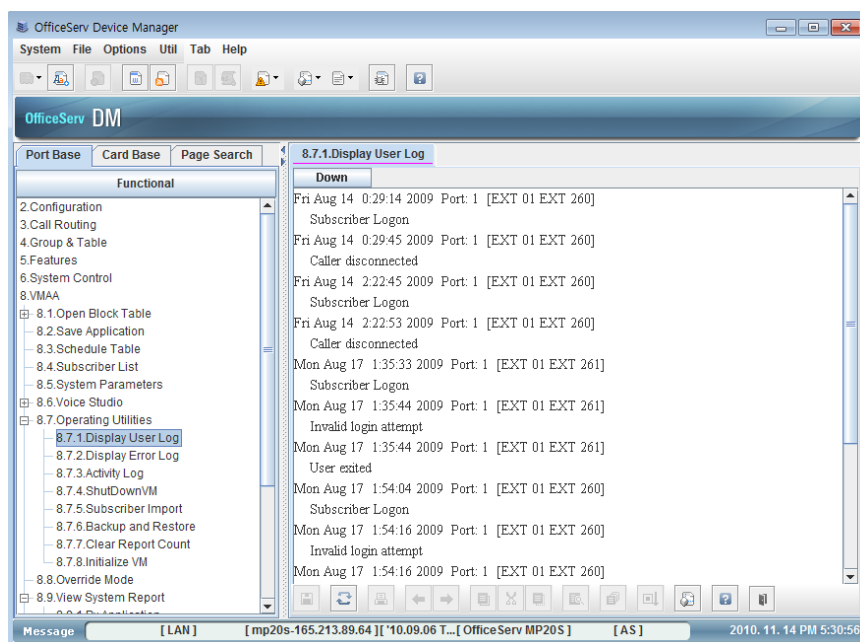 OfficeServ Device Manager
System File Options Util Tab Help
OfficeServ DM
Port Base Card Base Page Search
Functional
2.Configuration
3.Call Routing
4.Group & Table
5.Features
6.System Control
8.VMAA
8.1.Open Block Table
8.2.Save Application
8.3.Schedule Table
8.4.Subscriber List
8.5.System Parameters
8.6.Voice Studio
8.7.Operating Utilities
8.7.1.Display User Log
8.7.2.Display Error Log
8.7.3.Activity Log
8.7.4.ShutDownVM
8.7.5.Subscriber Import
8.7.6.Backup and Restore
8.7.7.Clear Report Count
8.7.8.Initialize VM
8.8.Override Mode
8.9.View System Report
8.7.1.Display User Log
Down
Fri Aug 14 0:29:14 2009 Port: 1 [EXT 01 EXT 260]
Subscriber Logon
Fri Aug 14 0:29:45 2009 Port: 1 [EXT 01 EXT 260]
Caller disconnected
Fri Aug 14 2:22:45 2009 Port: 1 [EXT 01 EXT 260]
Subscriber Logon
Fri Aug 14 2:22:53 2009 Port: 1 [EXT 01 EXT 260]
Caller disconnected
Mon Aug 17 1:35:33 2009 Port: 1 [EXT 01 EXT 261]
Subscriber Logon
Mon Aug 17 1:35:44 2009 Port: 1 [EXT 01 EXT 261]
Invalid login attempt
Mon Aug 17 1:35:44 2009 Port: 1 [EXT 01 EXT 261]
User exited
Mon Aug 17 1:54:04 2009 Port: 1 [EXT 01 EXT 260]
Subscriber Logon
Mon Aug 17 1:54:16 2009 Port: 1 [EXT 01 EXT 260]
Invalid login attempt
Mon Aug 17 1:54:16 2009 Port: 1 [EXT 01 EXT 260]
Message [ LAN ] [ mp20s-165.213.89.64 ][ '10.09.06 T...[ OfficeServ MP20S ] [ AS ] 2010. 11. 14 PM 5:30:56